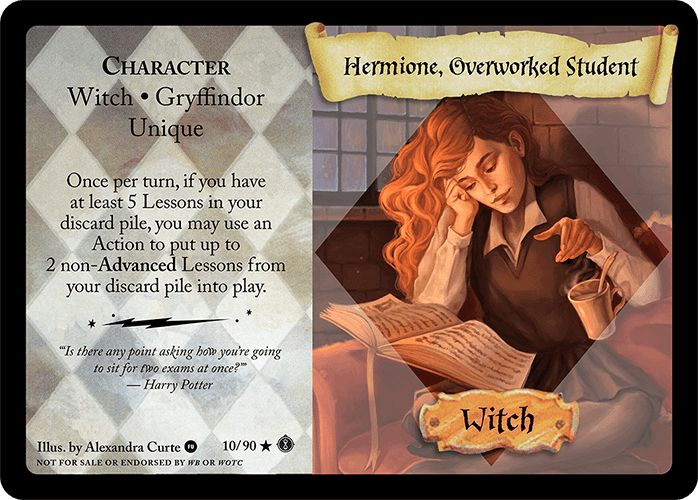 CHARACTER
Witch • Gryffindor
Unique
Once per turn, if you have
at least 5 Lessons in your
discard pile, you may use an
Action to put up to
2 non-Advanced Lessons from
your discard pile into play.
“‘Is there any point asking how you’re going
to sit for two exams at once?’”
— Harry Potter
Illus. by Alexandra Curte FU 10/90 ★
NOT FOR SALE OR ENDORSED BY WB OR WOTC
Hermione, Overworked Student
Witch